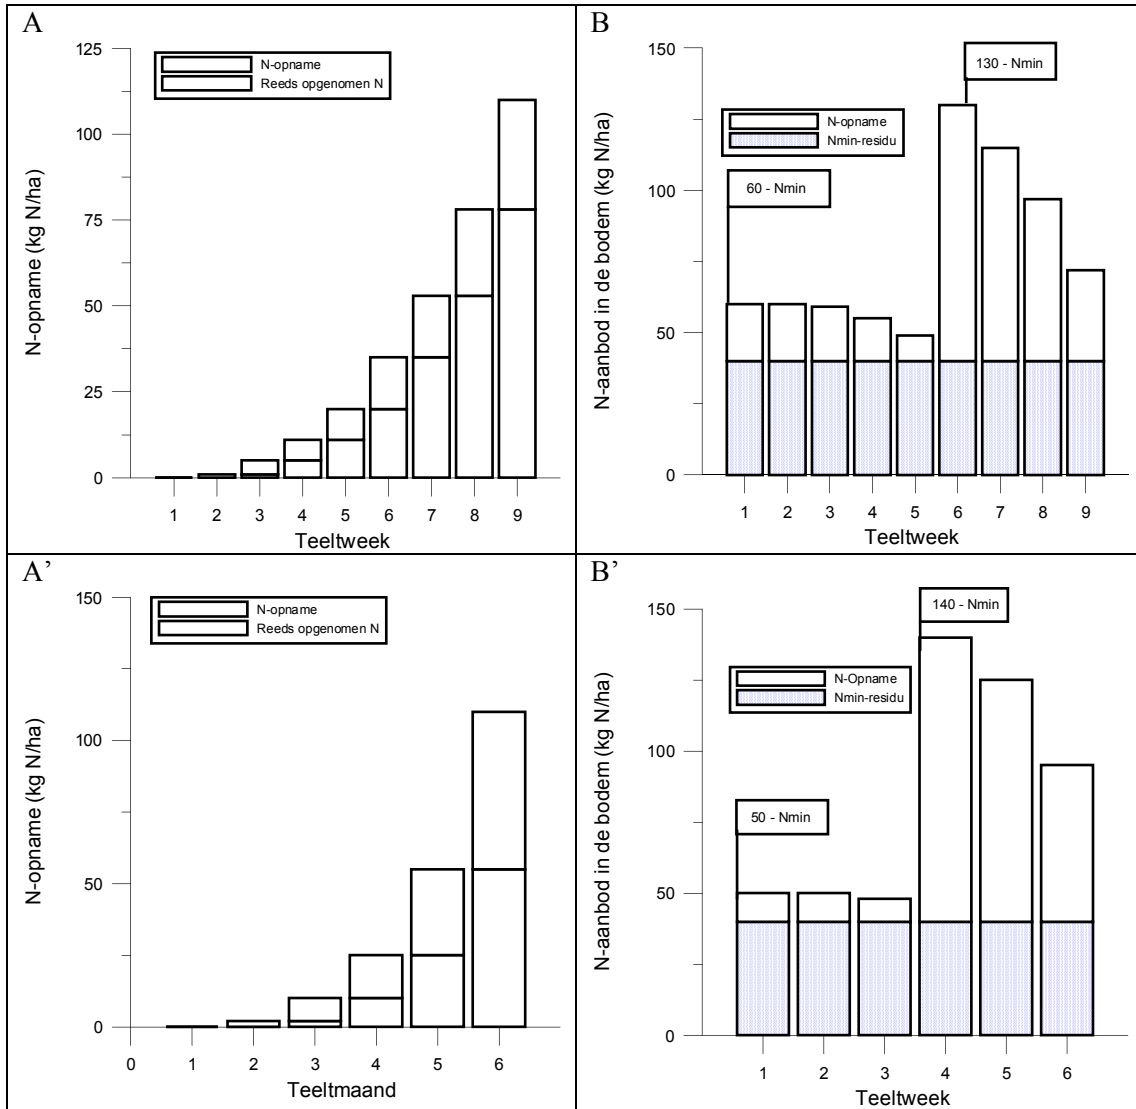 A
125
100
75
50
25
0
N-opname (kg N/ha)
N-opname
Reeds opgenomen N
1 2 3 4 5 6 7 8 9
Teeltweek
B
150
100
50
0
N-aanbod in de bodem (kg N/ha)
130 - Nmin
N-opname
Nmin-residu
60 - Nmin
1 2 3 4 5 6 7 8 9
Teeltweek
A’
150
100
50
0
N-opname (kg N/ha)
N-opname
Reeds opgenomen N
0 1 2 3 4 5 6
Teeltmaand
B’
150
100
50
0
N-aanbod in de bodem (kg N/ha)
140 - Nmin
N-Opname
Nmin-residu
50 - Nmin
1 2 3 4 5 6
Teeltweek